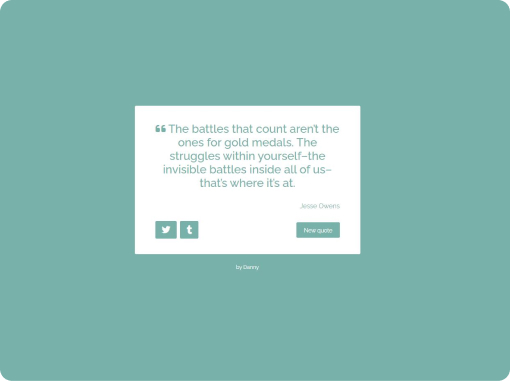 ❝ The battles that count aren't the
ones for gold medals. The
struggles within yourself–the
invisible battles inside all of us–
that's where it's at.
Jesse Owens
New quote
by Danny